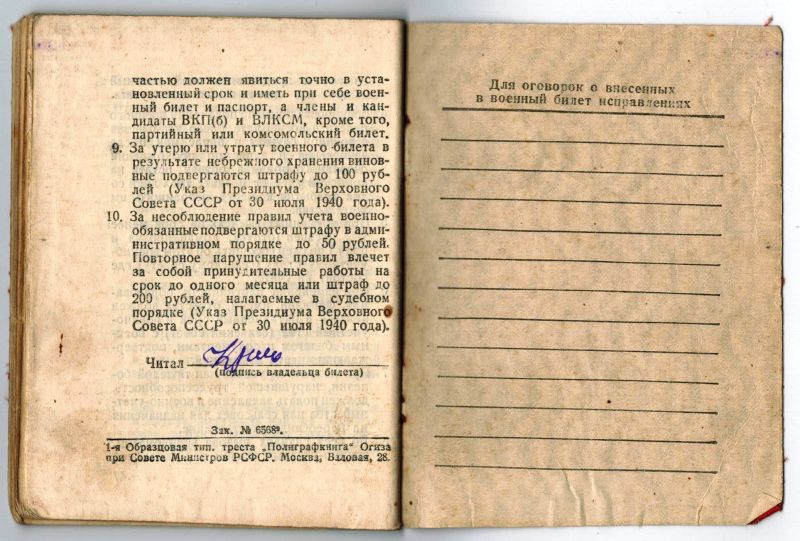 частью должен явиться точно в уста-
новленный срок и иметь при себе воен-
ный билет и паспорт, а члены и кан-
дидаты ВКП(б) и ВЛКСМ, кроме того,
партийный или комсомольский билет.
9. За утерю или утрату военного билета в
результате небрежного хранения винов-
ные подвергаются штрафу до 100 руб-
лей (Указ Президиума Верховного
Совета СССР от 30 июля 1940 года).
10. За несоблюдение правил учета военно-
обязанные подвергаются штрафу в адми-
нистративном порядке до 50 рублей.
Повторное нарушение правил влечет
за собой принудительные работы на
срок до одного месяца или штраф до
200 рублей, налагаемые в судебном
порядке (Указ Президиума Верховного
Совета СССР от 30 июля 1940 года).
Читал
(подпись владельца билета)
Зак. № 6568
1-я Образцовая тип. треста „Полиграфкнига" Огиза
при Совете Министров РСФСР. Москва, Валовая, 28.
Для оговорок о внесенных
в военный билет исправлениях